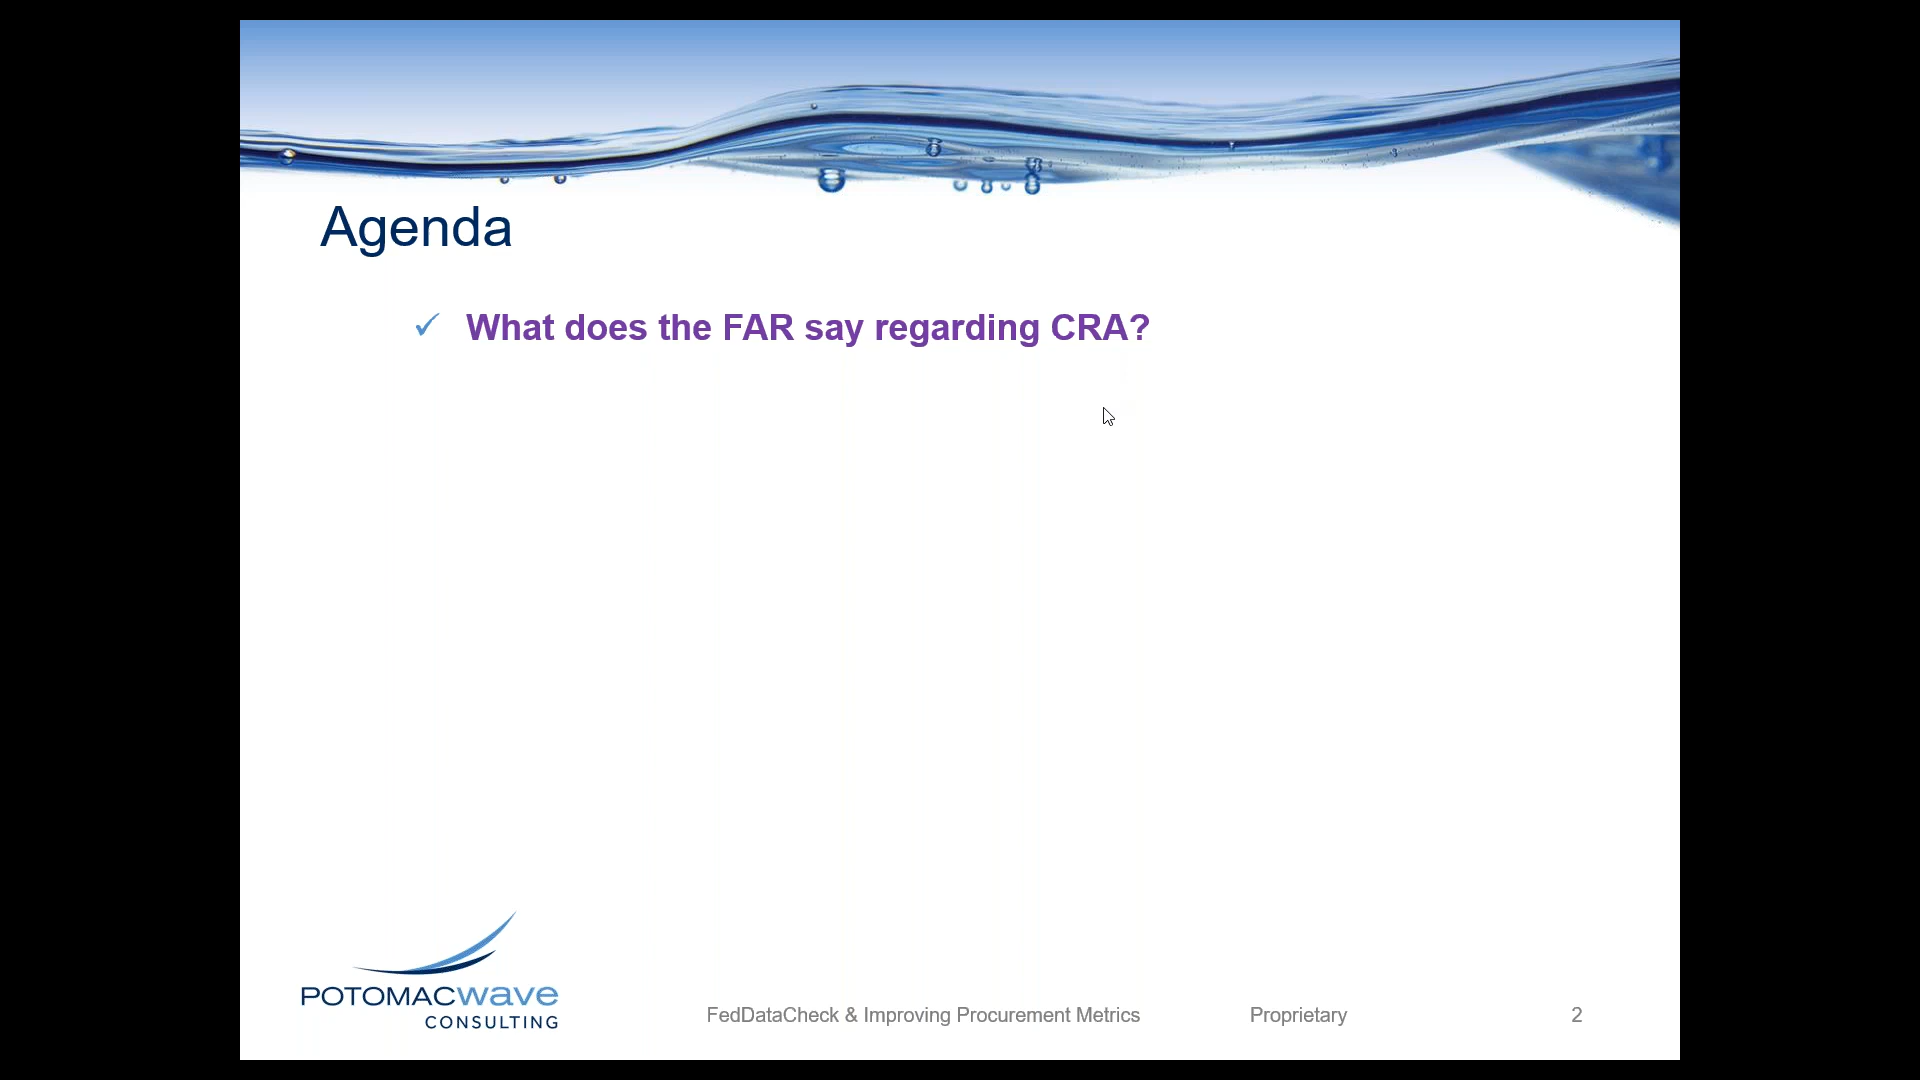 Agenda
✓ What does the FAR say regarding CRA?
POTOMACwave
CONSULTING
FedDataCheck & Improving Procurement Metrics
Proprietary
2